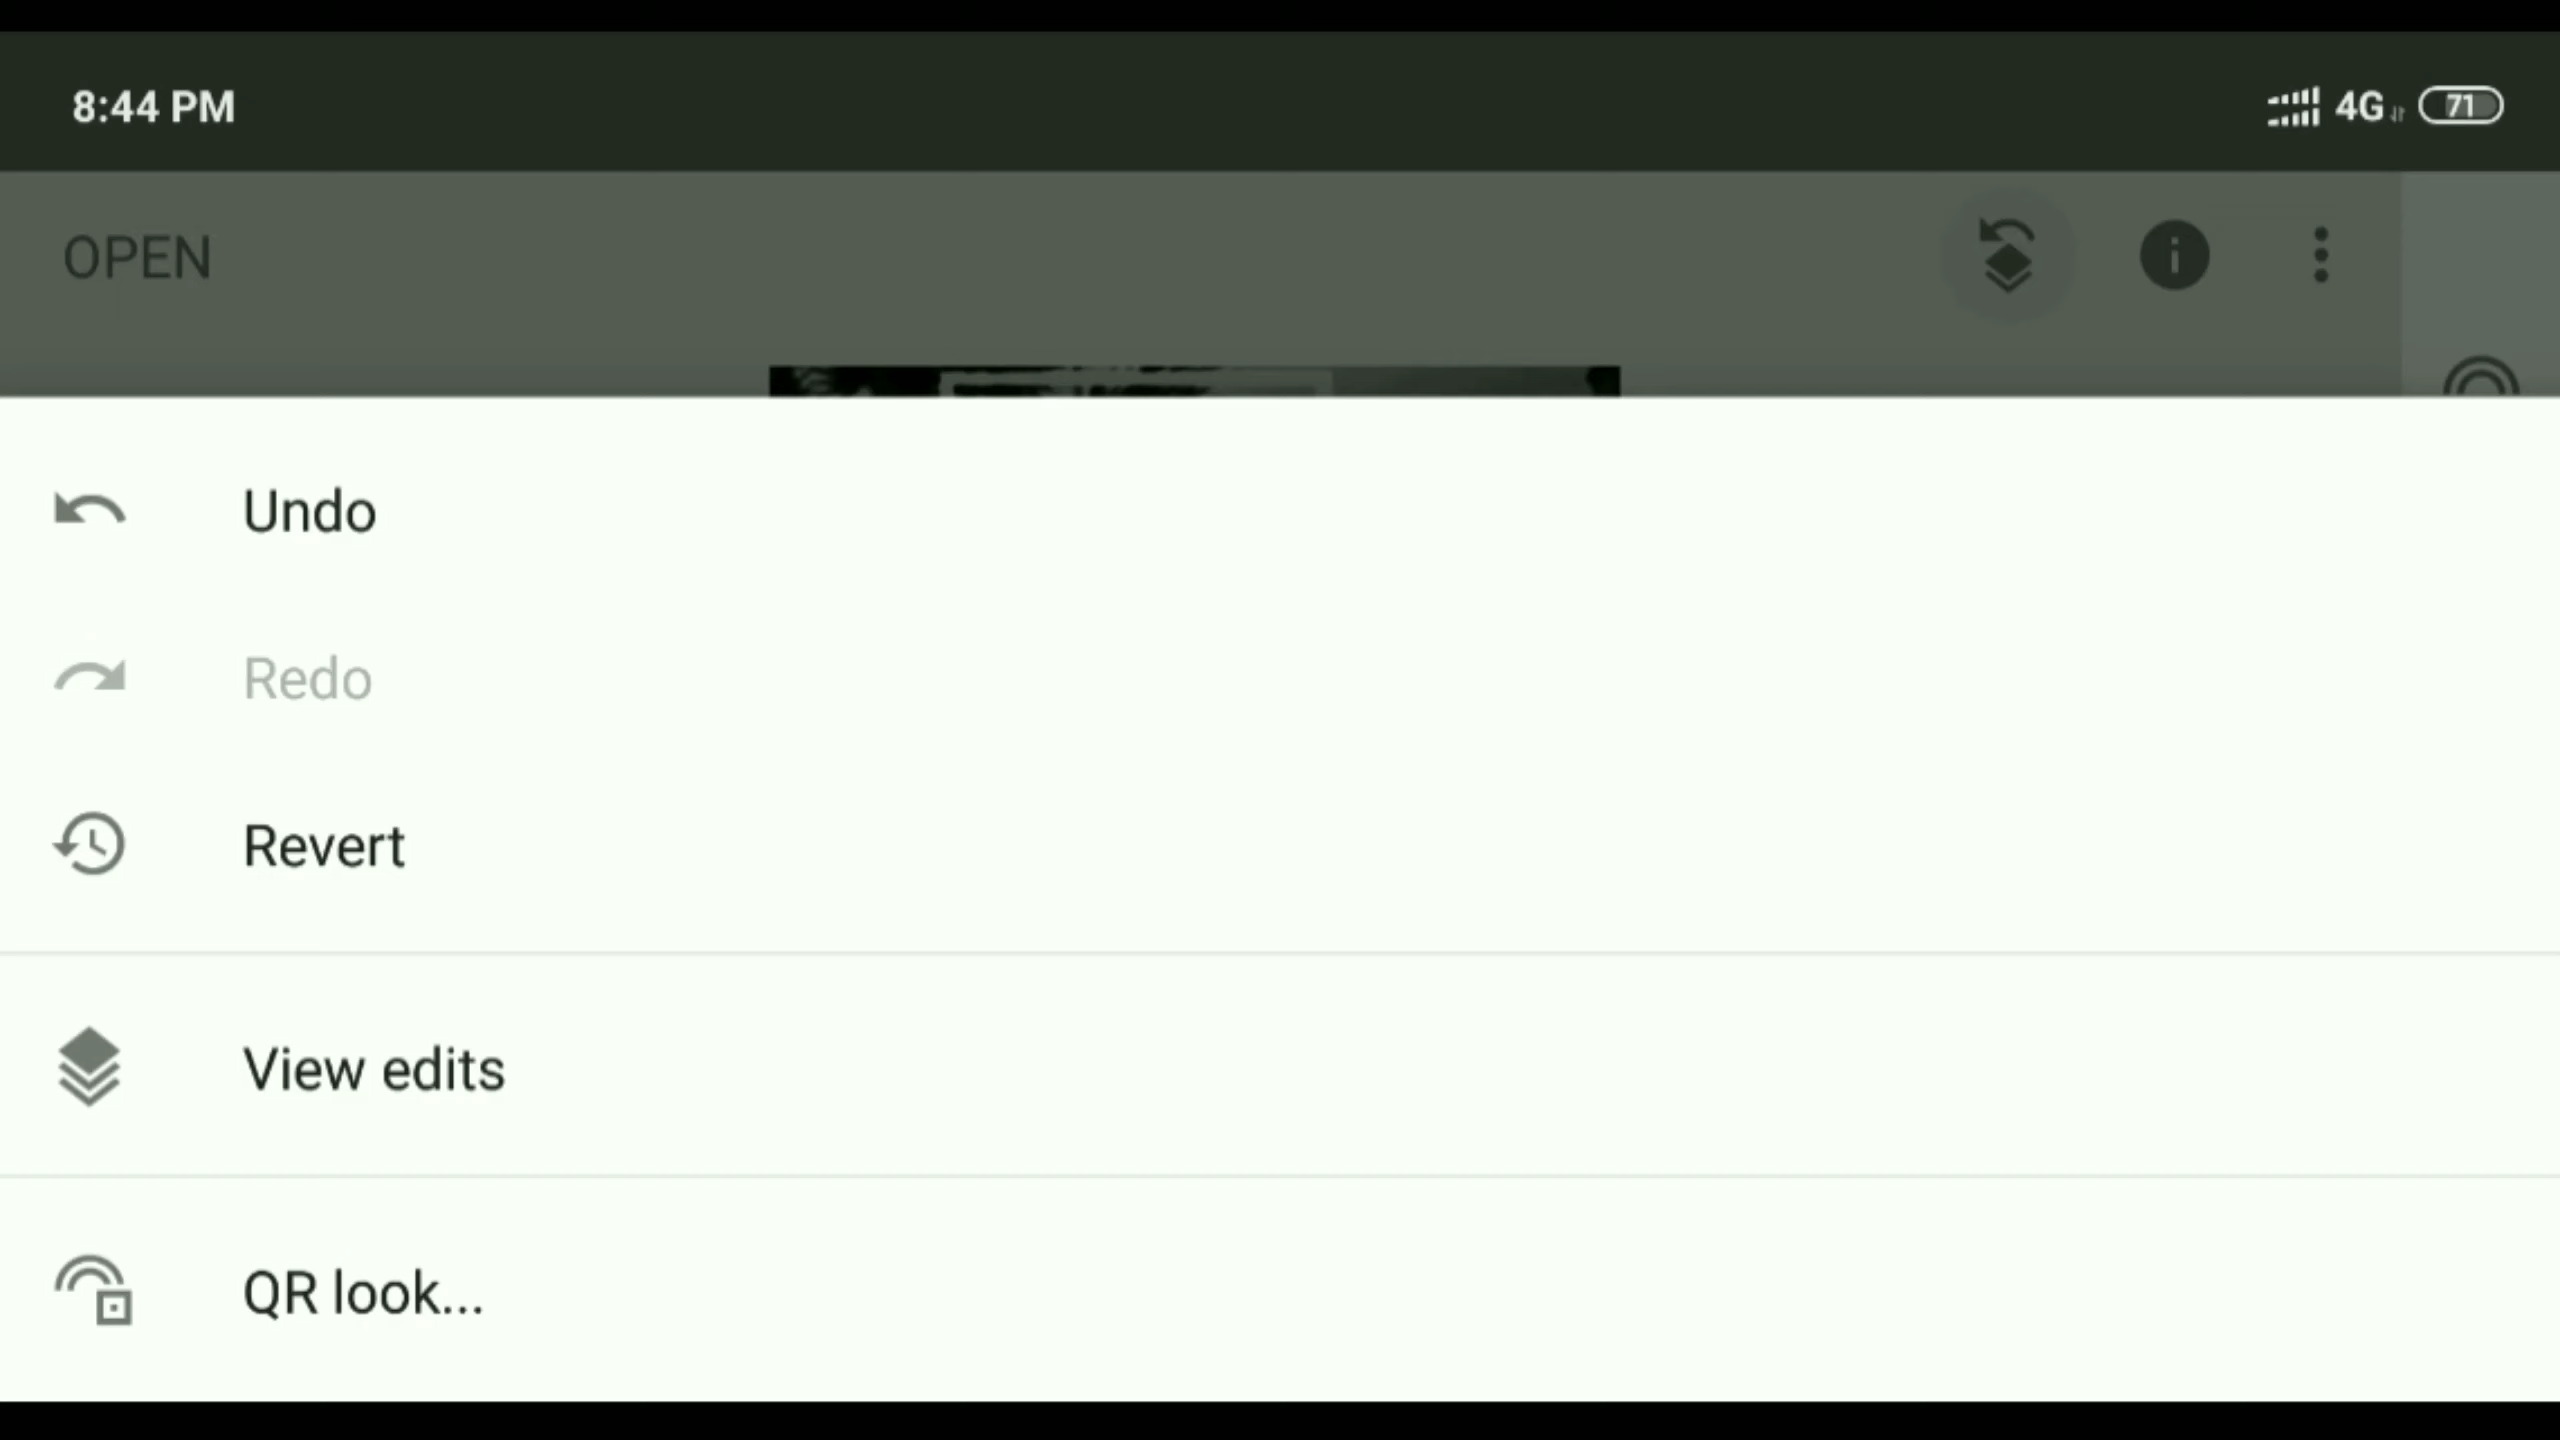 8:44 PM
4G 71
OPEN
Undo
Redo
Revert
View edits
QR look...